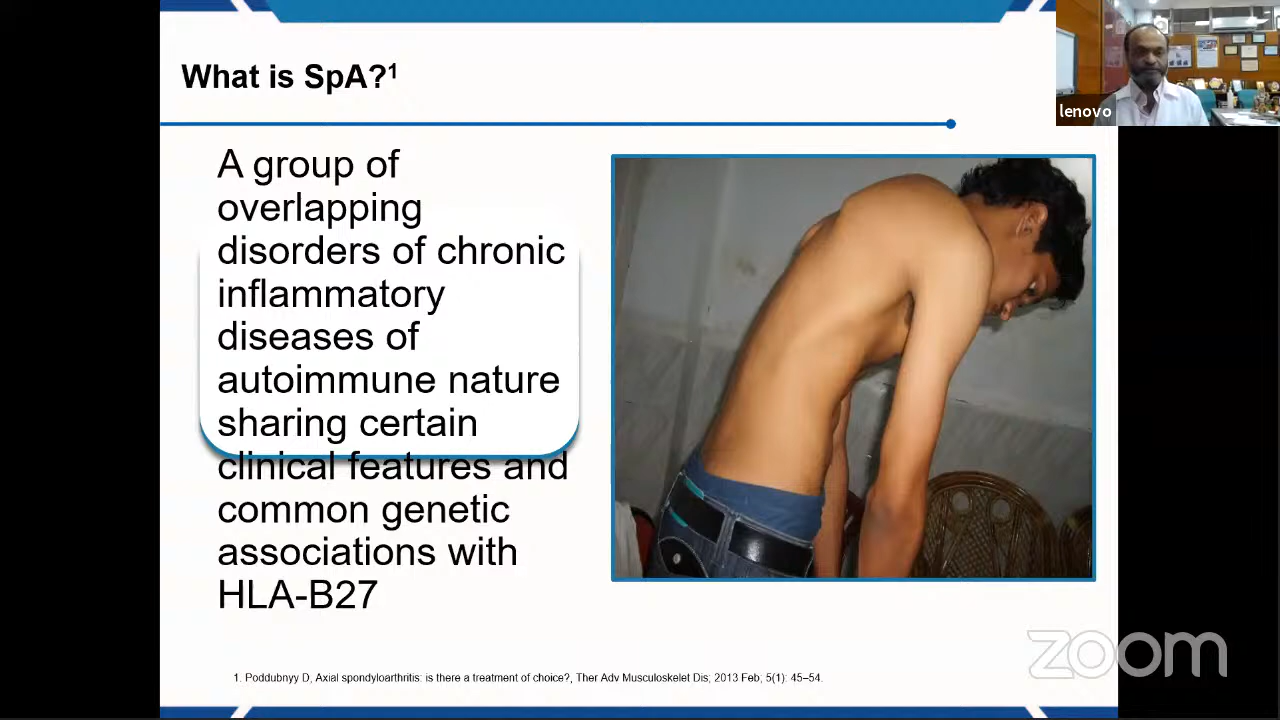 What is SpA?¹
lenovo
A group of
overlapping
disorders of chronic
inflammatory
diseases of
autoimmune nature
sharing certain
clinical features and
common genetic
associations with
HLA-B27
zoom
1. Poddubnyy D, Axial spondyloarthritis: is there a treatment of choice?, Ther Adv Musculoskelet Dis; 2013 Feb; 5(1): 45–54.